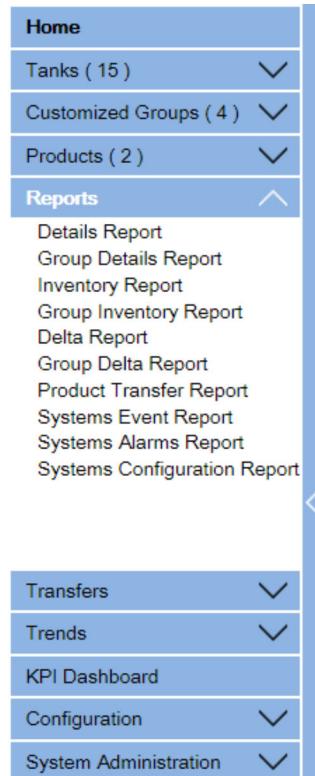 Home
Tanks ( 15 )
Customized Groups ( 4 )
Products ( 2 )
Reports
Details Report
Group Details Report
Inventory Report
Group Inventory Report
Delta Report
Group Delta Report
Product Transfer Report
Systems Event Report
Systems Alarms Report
Systems Configuration Report
Transfers
Trends
KPI Dashboard
Configuration
System Administration